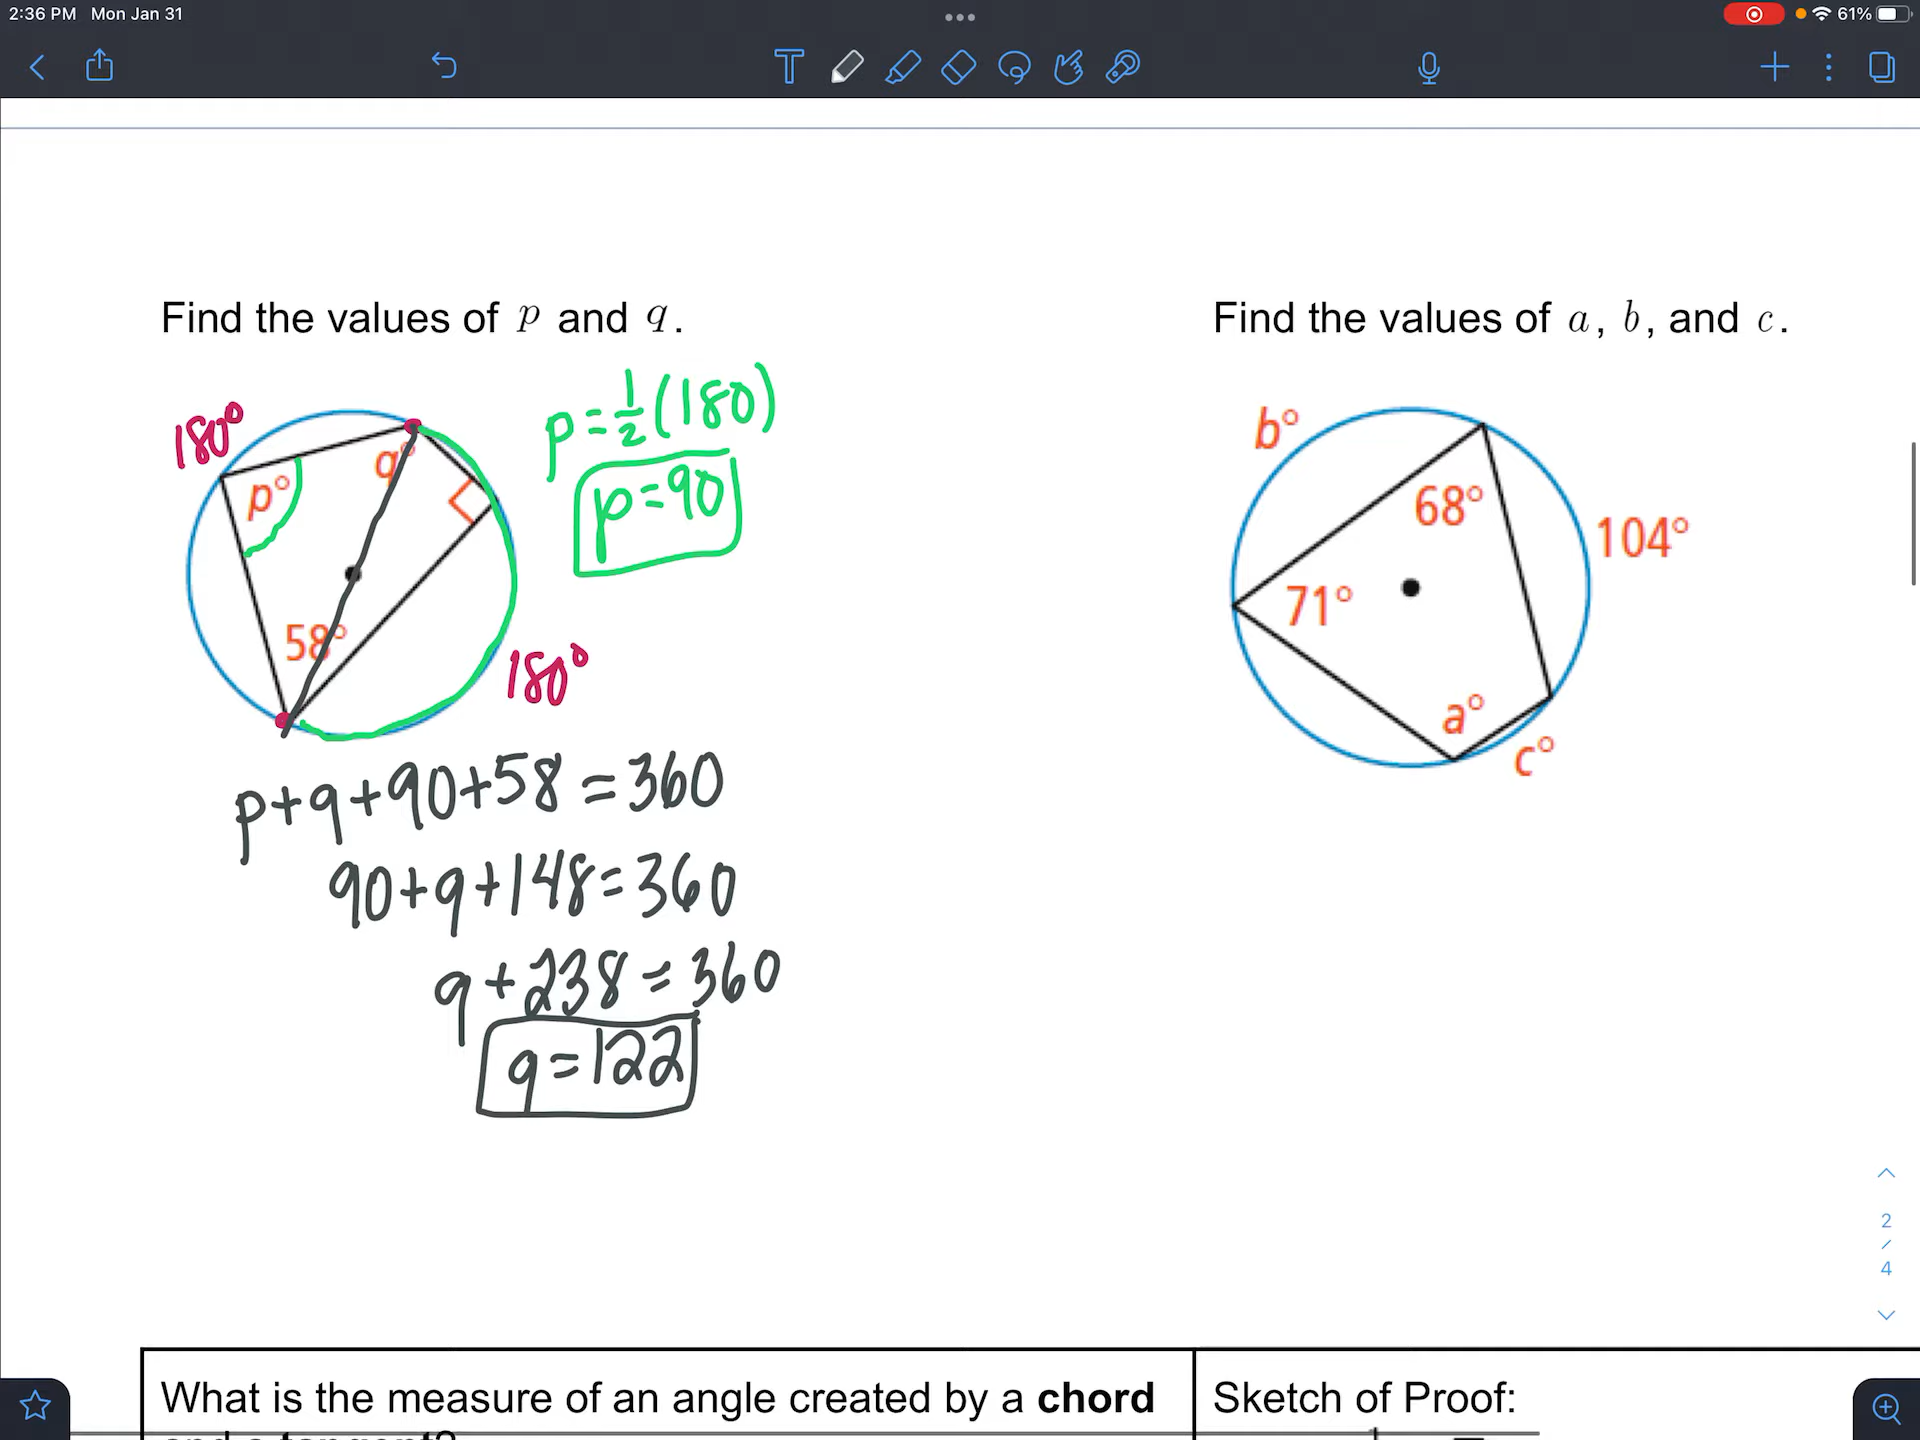 2:36 PM Mon Jan 31
61%
T
Find the values of p and q.
180°
p°
q°
58°
180°
p=½(180)
p=90
p+q+90+58=360
90+q+148=360
q+238=360
q=122
Find the values of a, b, and c.
b°
68°
104°
71°
a°
c°
2
/
4
What is the measure of an angle created by a chord
and a tangent?
Sketch of Proof: